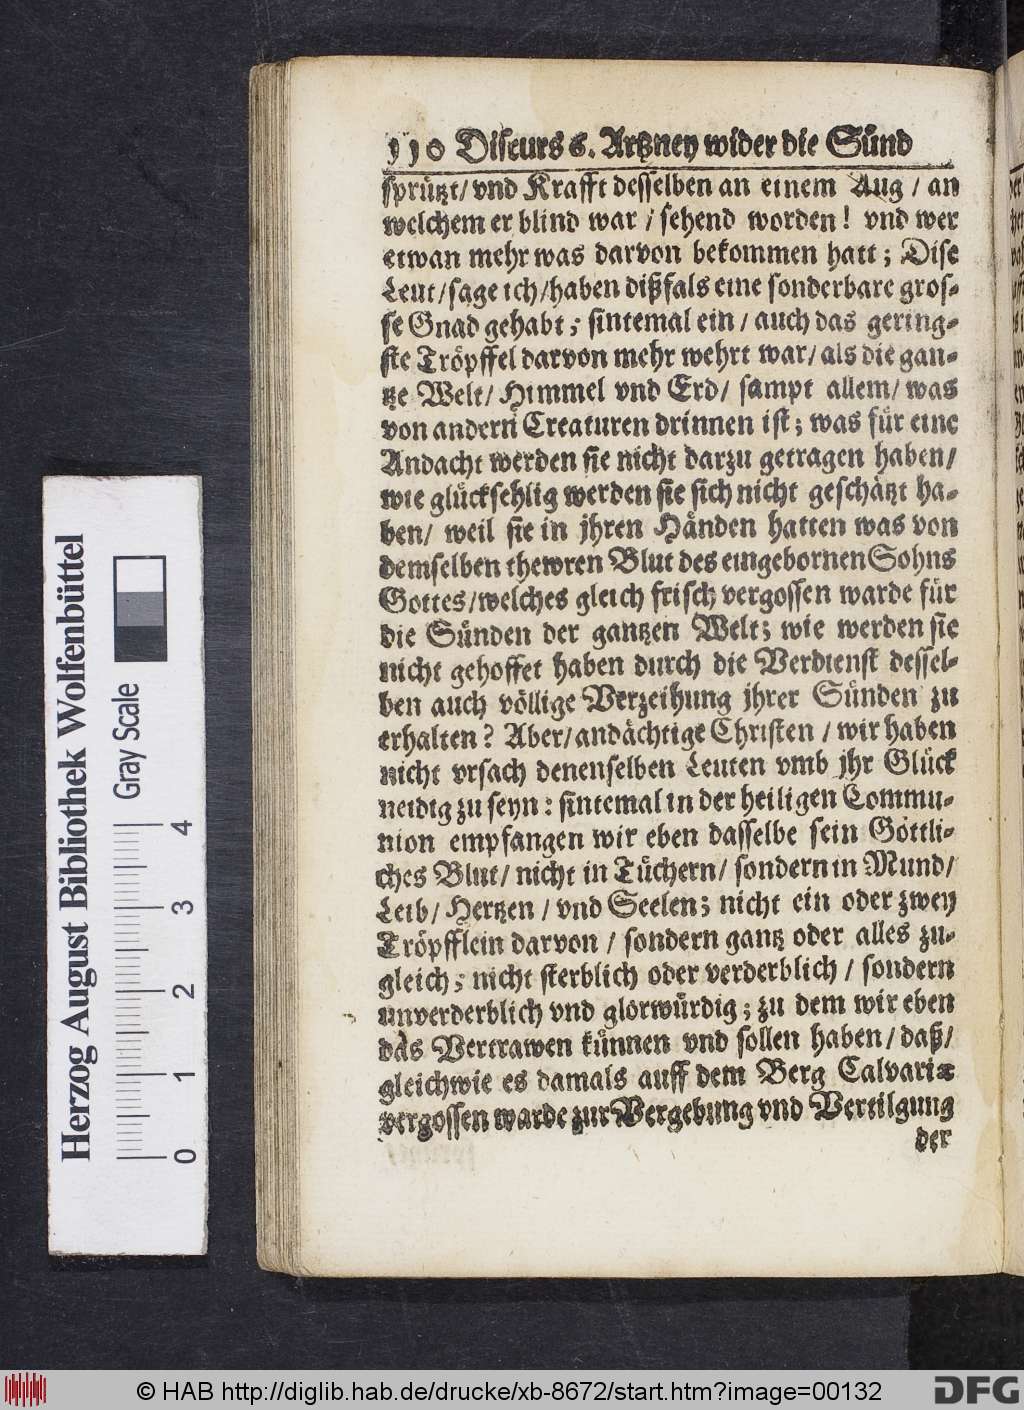 110 Discurs 6. Artzney wider die Sünd
sprützt/ vnd Krafft desselben an einem Aug / an
welchem er blind war / sehend worden! vnd wer
etwan mehr was darvon bekommen hatt; Dise
Leut/ sage ich/ haben dißfals eine sonderbare gros-
se Gnad gehabt; sintemal ein / auch das gering-
ste Tröpffel darvon mehr wehrt war/ als die gan-
tze Welt/ Himmel vnd Erd/ sampt allem/ was
von andern Creaturen drinnen ist; was für eine
Andacht werden sie nicht darzu getragen haben/
wie glücksehlig werden sie sich nicht geschätzt ha-
ben/ weil sie in jhren Händen hatten was von
demselben thewren Blut des eingebornen Sohns
Gottes/ welches gleich frisch vergossen warde für
die Sünden der gantzen Welt; wie werden sie
nicht gehoffet haben durch die Verdienst dessel-
ben auch völlige Verzeihung jhrer Sünden zu
erhalten? Aber/ andächtige Christen / wir haben
nicht vrsach denenselben Leuten vmb jhr Glück
neidig zu seyn: sintemal in der heiligen Commu-
nion empfangen wir eben dasselbe sein Göttli-
ches Blut/ nicht in Tüchern/ sondern in Mund/
Leib/ Hertzen / vnd Seelen; nicht ein oder zwey
Tröpfflein darvon / sondern gantz oder alles zu-
gleich; nicht sterblich oder verderblich / sondern
unverderblich vnd glorwürdig; zu dem wir eben
das Vertrawen künnen vnd sollen haben/ daß/
gleichwie es damals auff dem Berg Calvariæ
vergossen warde zur Vergebung vnd Vertilgung
der
Herzog August Bibliothek Wolfenbüttel
Gray Scale
0 1 2 3 4
© HAB http://diglib.hab.de/drucke/xb-8672/start.htm?image=00132
DFG